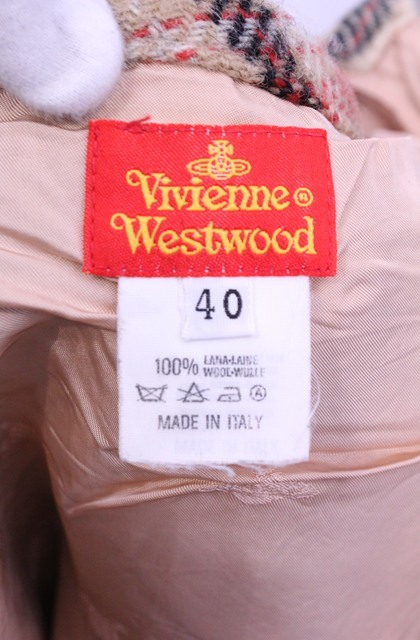 Vivienne®
Westwood
40
100% LANA-LAINE
WOOL-WOLLE
A
MADE IN ITALY